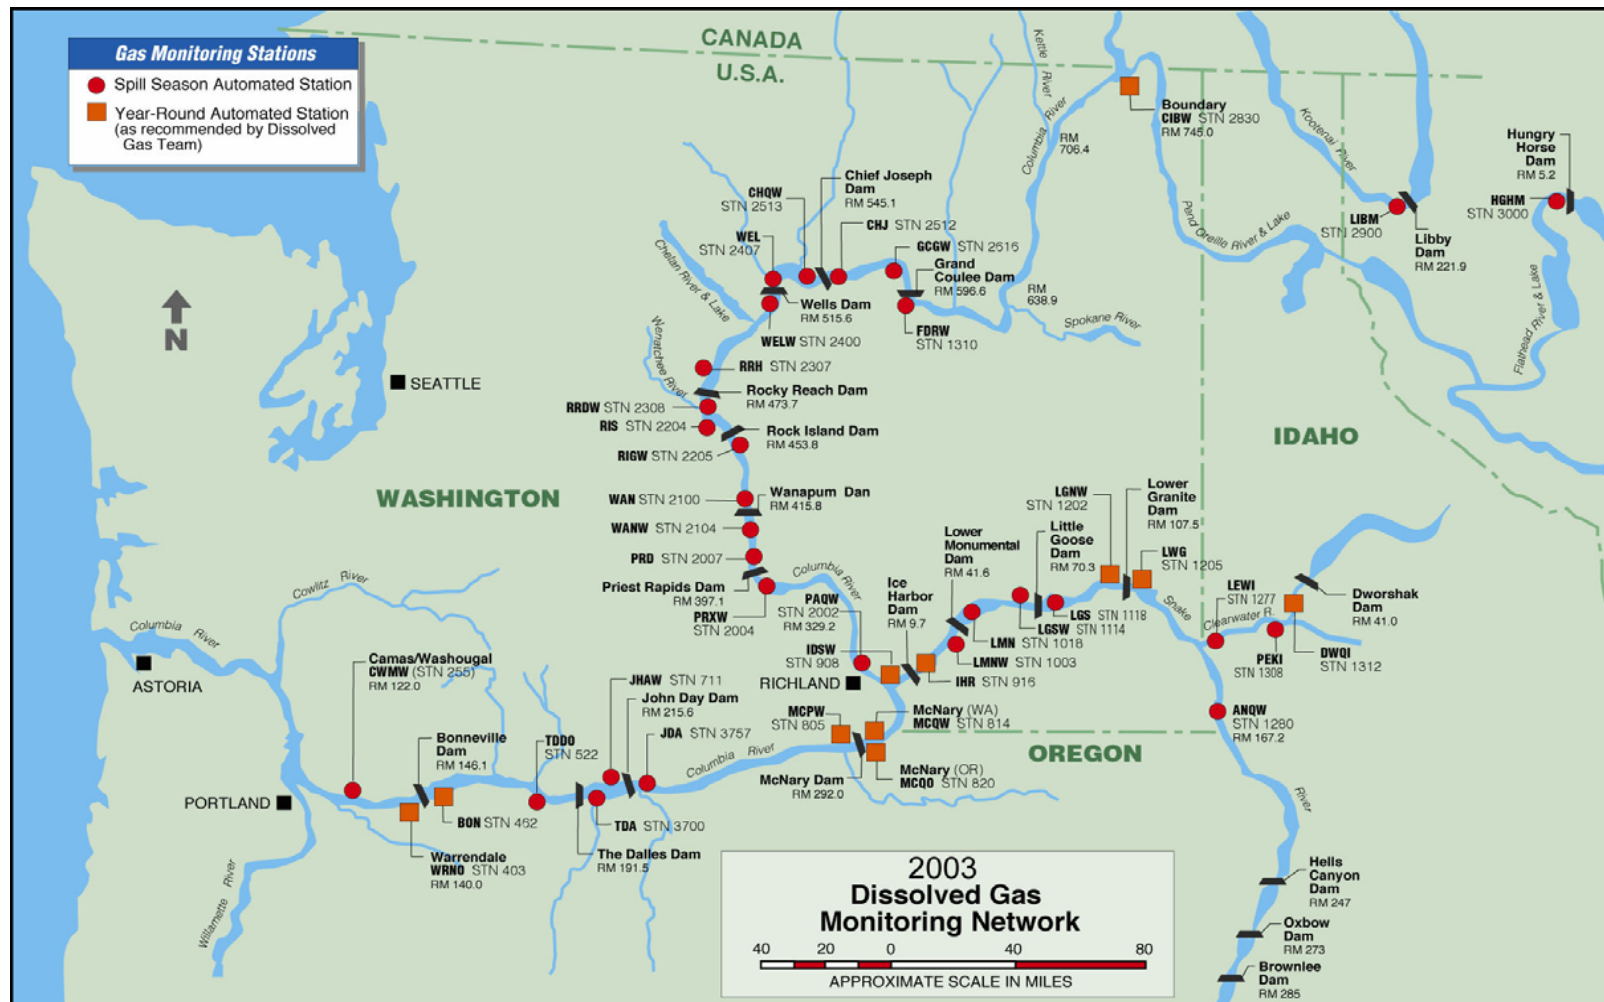 Gas Monitoring Stations
Spill Season Automated Station
Year-Round Automated Station
(as recommended by Dissolved
Gas Team)
CANADA
U.S.A.
Kettle River
Columbia River
RM
706.4
Boundary
CIBW STN 2830
RM 745.0
Kootenai River
Hungry
Horse
Dam
RM 5.2
HGHM
STN 3000
LIBM
STN 2900
Libby
Dam
RM 221.9
Pend Oreille River & Lake
Flathead River & Lake
CHQW
STN 2513
Chief Joseph
Dam
RM 545.1
CHJ STN 2512
WEL
STN 2407
GCGW STN 2516
Grand
Coulee Dam
RM 596.6
RM
638.9
Spokane River
FDRW
STN 1310
Chelan River & Lake
Wells Dam
RM 515.6
WELW STN 2400
Wenatchee River
RRH STN 2307
Rocky Reach Dam
RM 473.7
RRDW STN 2308
RIS STN 2204
Rock Island Dam
RM 453.8
RIGW STN 2205
N
SEATTLE
WASHINGTON
IDAHO
WAN STN 2100
Wanapum Dan
RM 415.8
WANW STN 2104
PRD STN 2007
Priest Rapids Dam
RM 397.1
PRXW
STN 2004
Columbia River
PAQW
STN 2002
RM 329.2
IDSW
STN 908
RICHLAND
Ice
Harbor
Dam
RM 9.7
IHR STN 916
Lower
Monumental
Dam
RM 41.6
LMN STN 1018
LMNW STN 1003
Little
Goose
Dam
RM 70.3
LGS STN 1118
LGSW STN 1114
LGNW
STN 1202
Lower
Granite
Dam
RM 107.5
LWG
STN 1205
Snake
River
LEWI
STN 1277
Clearwater R.
PEKI
STN 1308
Dworshak
Dam
RM 41.0
DWQI
STN 1312
ANQW
STN 1280
RM 167.2
OREGON
Cowlitz River
Columbia River
ASTORIA
Camas/Washougal
CWMW (STN 255)
RM 122.0
PORTLAND
Willamette River
Bonneville
Dam
RM 146.1
BON STN 462
Warrendale
WRNO STN 403
RM 140.0
TDDO
STN 522
JHAW STN 711
John Day Dam
RM 215.6
JDA STN 3757
TDA STN 3700
The Dalles Dam
RM 191.5
Columbia River
MCPW
STN 805
McNary (WA)
MCQW STN 814
McNary Dam
RM 292.0
McNary (OR)
MCQO STN 820
Hells
Canyon
Dam
RM 247
Oxbow
Dam
RM 273
Brownlee
Dam
RM 285
2003
Dissolved Gas
Monitoring Network
40 20 0 40 80
APPROXIMATE SCALE IN MILES